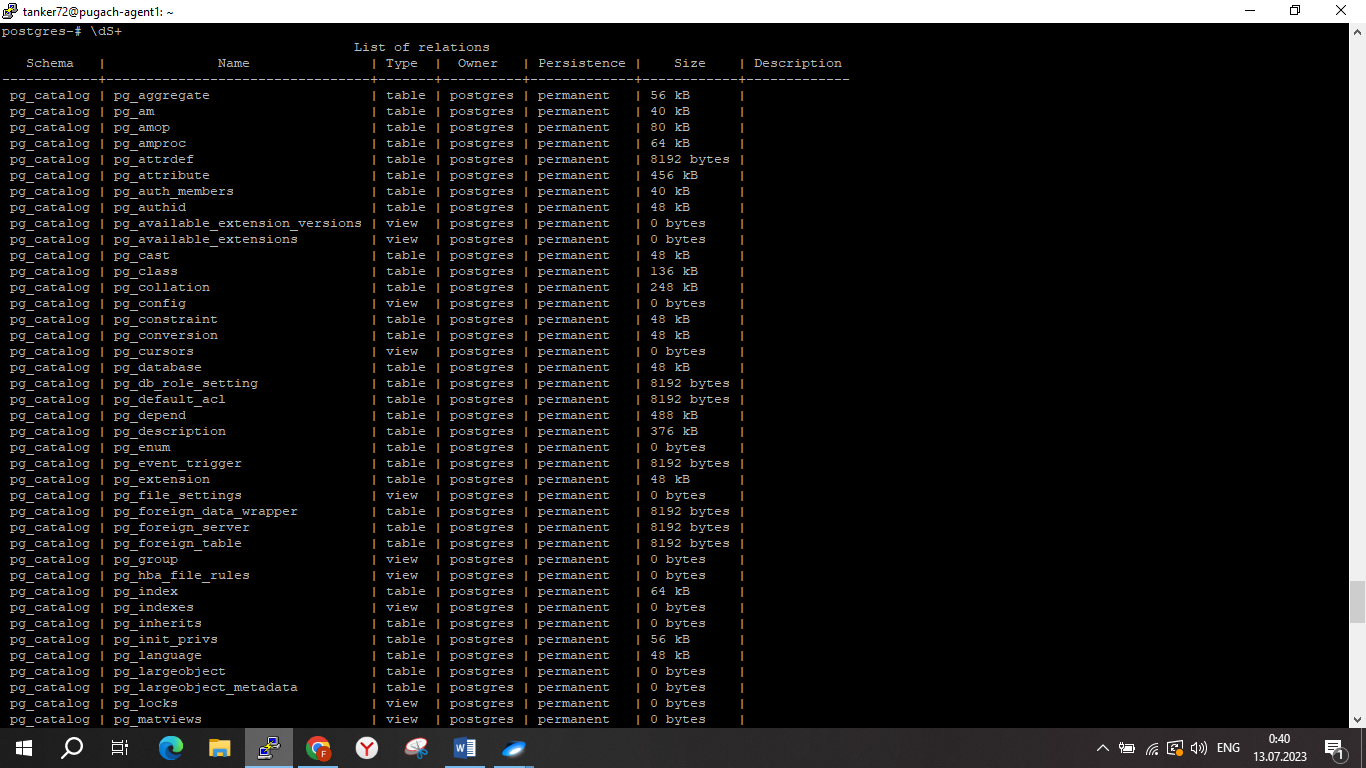 tanker72@pugach-agent1: ~
postgres-# \dS+
List of relations
Schema | Name | Type | Owner | Persistence | Size | Description
------------+---------------------------------+-------+----------+-------------+------------+-------------
pg_catalog | pg_aggregate | table | postgres | permanent | 56 kB |
pg_catalog | pg_am | table | postgres | permanent | 40 kB |
pg_catalog | pg_amop | table | postgres | permanent | 80 kB |
pg_catalog | pg_amproc | table | postgres | permanent | 64 kB |
pg_catalog | pg_attrdef | table | postgres | permanent | 8192 bytes |
pg_catalog | pg_attribute | table | postgres | permanent | 456 kB |
pg_catalog | pg_auth_members | table | postgres | permanent | 40 kB |
pg_catalog | pg_authid | table | postgres | permanent | 48 kB |
pg_catalog | pg_available_extension_versions | view | postgres | permanent | 0 bytes |
pg_catalog | pg_available_extensions | view | postgres | permanent | 0 bytes |
pg_catalog | pg_cast | table | postgres | permanent | 48 kB |
pg_catalog | pg_class | table | postgres | permanent | 136 kB |
pg_catalog | pg_collation | table | postgres | permanent | 248 kB |
pg_catalog | pg_config | view | postgres | permanent | 0 bytes |
pg_catalog | pg_constraint | table | postgres | permanent | 48 kB |
pg_catalog | pg_conversion | table | postgres | permanent | 48 kB |
pg_catalog | pg_cursors | view | postgres | permanent | 0 bytes |
pg_catalog | pg_database | table | postgres | permanent | 48 kB |
pg_catalog | pg_db_role_setting | table | postgres | permanent | 8192 bytes |
pg_catalog | pg_default_acl | table | postgres | permanent | 8192 bytes |
pg_catalog | pg_depend | table | postgres | permanent | 488 kB |
pg_catalog | pg_description | table | postgres | permanent | 376 kB |
pg_catalog | pg_enum | table | postgres | permanent | 0 bytes |
pg_catalog | pg_event_trigger | table | postgres | permanent | 8192 bytes |
pg_catalog | pg_extension | table | postgres | permanent | 48 kB |
pg_catalog | pg_file_settings | view | postgres | permanent | 0 bytes |
pg_catalog | pg_foreign_data_wrapper | table | postgres | permanent | 8192 bytes |
pg_catalog | pg_foreign_server | table | postgres | permanent | 8192 bytes |
pg_catalog | pg_foreign_table | table | postgres | permanent | 8192 bytes |
pg_catalog | pg_group | view | postgres | permanent | 0 bytes |
pg_catalog | pg_hba_file_rules | view | postgres | permanent | 0 bytes |
pg_catalog | pg_index | table | postgres | permanent | 64 kB |
pg_catalog | pg_indexes | view | postgres | permanent | 0 bytes |
pg_catalog | pg_inherits | table | postgres | permanent | 0 bytes |
pg_catalog | pg_init_privs | table | postgres | permanent | 56 kB |
pg_catalog | pg_language | table | postgres | permanent | 48 kB |
pg_catalog | pg_largeobject | table | postgres | permanent | 0 bytes |
pg_catalog | pg_largeobject_metadata | table | postgres | permanent | 0 bytes |
pg_catalog | pg_locks | view | postgres | permanent | 0 bytes |
pg_catalog | pg_matviews | view | postgres | permanent | 0 bytes |
ENG
0:40
13.07.2023
1